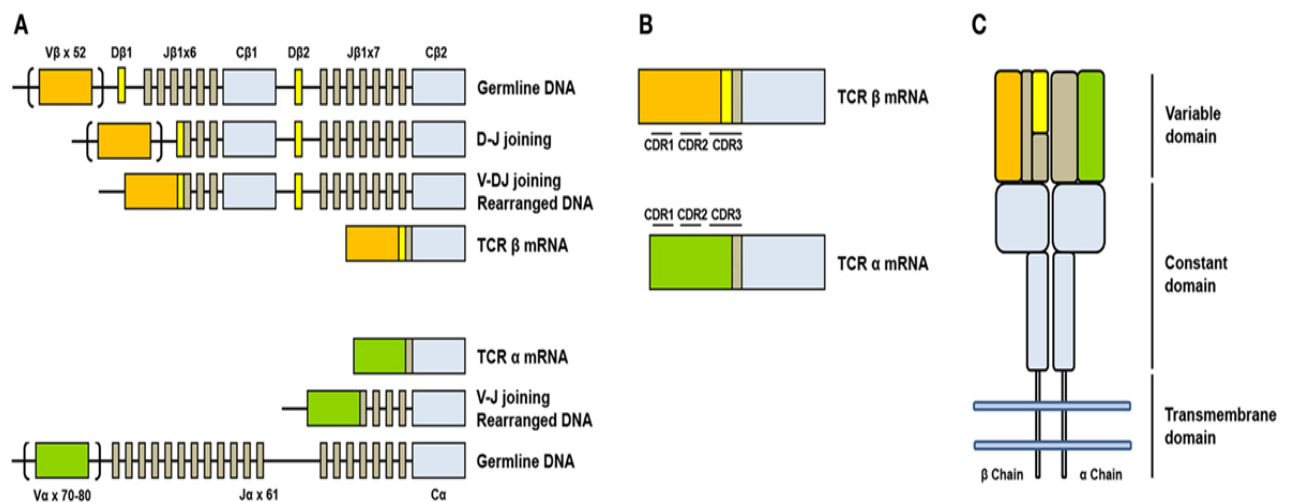 A
Vβ x 52 Dβ1 Jβ1x6 Cβ1 Dβ2 Jβ1x7 Cβ2
Germline DNA
D-J joining
V-DJ joining
Rearranged DNA
TCR β mRNA
TCR α mRNA
V-J joining
Rearranged DNA
Germline DNA
Vα x 70-80 Jα x 61 Cα
B
TCR β mRNA
CDR1 CDR2 CDR3
CDR1 CDR2 CDR3
TCR α mRNA
C
Variable
domain
Constant
domain
Transmembrane
domain
β Chain α Chain